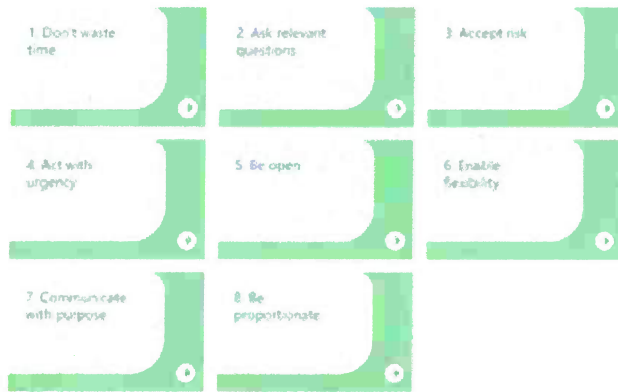 1. Don't waste
time
2. Ask relevant
questions
3. Accept risk
4. Act with
urgency
5. Be open
6. Enable
flexibility
7. Communicate
with purpose
8. Be
proportionate